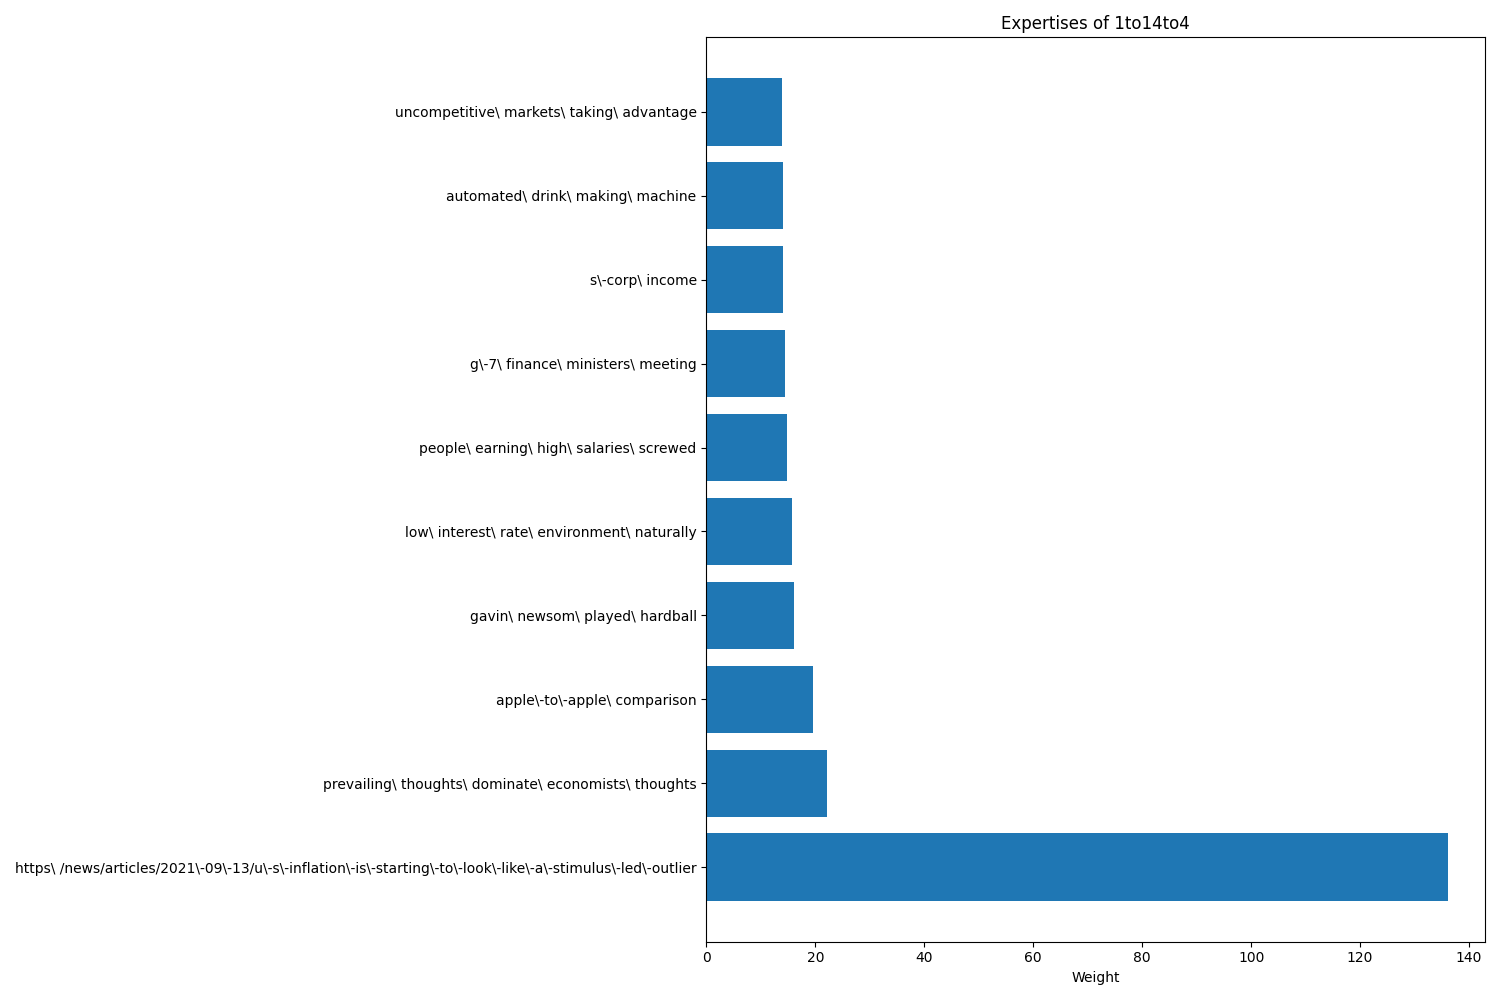 Expertises of 1to14to4
uncompetitive\ markets\ taking\ advantage
automated\ drink\ making\ machine
s\-corp\ income
g\-7\ finance\ ministers\ meeting
people\ earning\ high\ salaries\ screwed
low\ interest\ rate\ environment\ naturally
gavin\ newsom\ played\ hardball
apple\-to\-apple\ comparison
prevailing\ thoughts\ dominate\ economists\ thoughts
https\ /news/articles/2021\-09\-13/u\-s\-inflation\-is\-starting\-to\-look\-like\-a\-stimulus\-led\-outlier
0 20 40 60 80 100 120 140
Weight